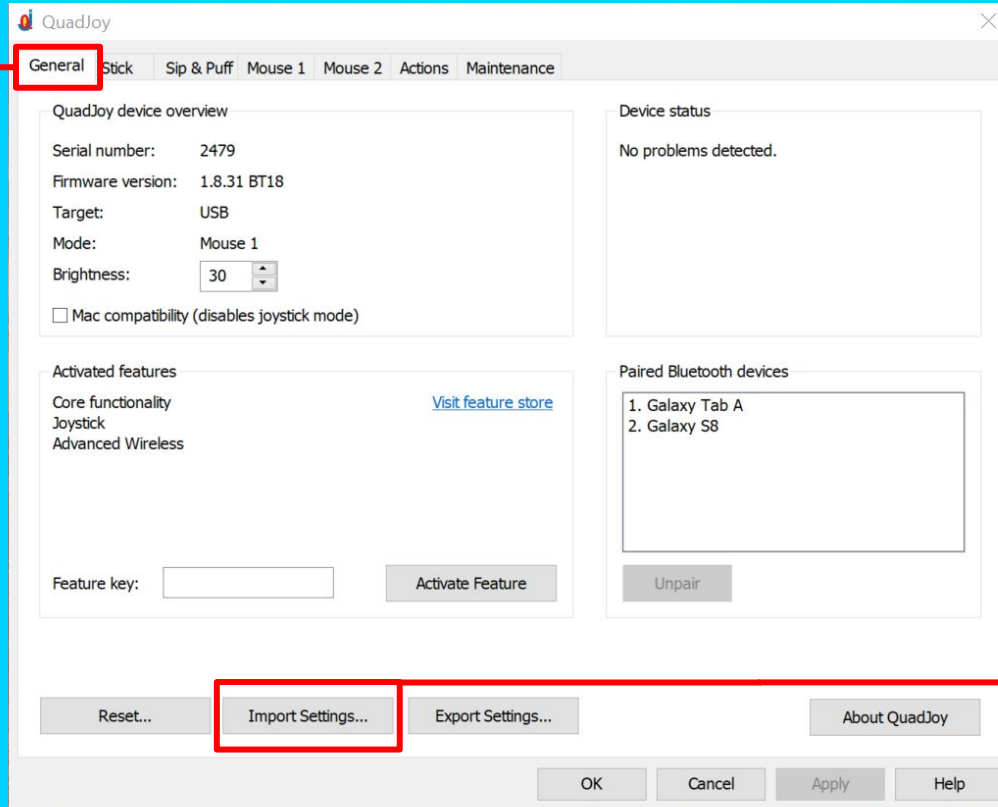 QuadJoy
General Stick Sip & Puff Mouse 1 Mouse 2 Actions Maintenance
QuadJoy device overview
Serial number: 2479
Firmware version: 1.8.31 BT18
Target: USB
Mode: Mouse 1
Brightness: 30
Mac compatibility (disables joystick mode)
Device status
No problems detected.
Activated features
Core functionality
Joystick
Advanced Wireless
Visit feature store
Feature key:
Activate Feature
Paired Bluetooth devices
1. Galaxy Tab A
2. Galaxy S8
Unpair
Reset... Import Settings... Export Settings... About QuadJoy
OK Cancel Apply Help